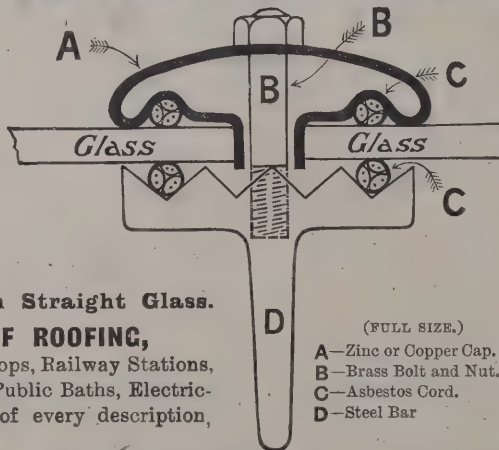 A
B
B
C
Glass
Glass
C
D
n Straight Glass.
(FULL SIZE.)
F ROOFING,
A—Zinc or Copper Cap.
ops, Railway Stations,
B—Brass Bolt and Nut.
Public Baths, Electric-
C—Asbestos Cord.
of every description,
D—Steel Bar